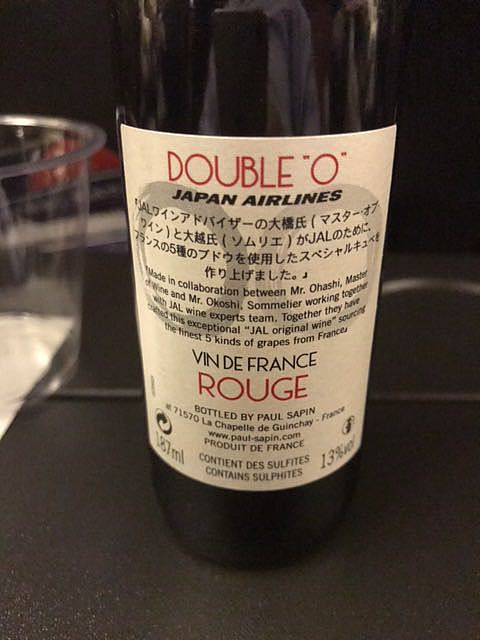 DOUBLE "O"
JAPAN AIRLINES
『JALワインアドバイザーの大橋氏(マスター・オブ
・ワイン)と大越氏(ソムリエ)がJALのために、
フランスの5種のブドウを使用したスペシャルキュベを
作り上げました。』
"Made in collaboration between Mr. Ohashi, Master
of Wine and Mr. Okoshi, Sommelier working together
with JAL wine experts team. Together they have
crafted this exceptional "JAL original wine" sourcing
the finest 5 kinds of grapes from France』
VIN DE FRANCE
ROUGE
BOTTLED BY PAUL SAPIN
at 71570 La Chapelle de Guinchay - France
www.paul-sapin.com
PRODUIT DE FRANCE
187ml
CONTIENT DES SULFITES
CONTAINS SULPHITES
13%vol